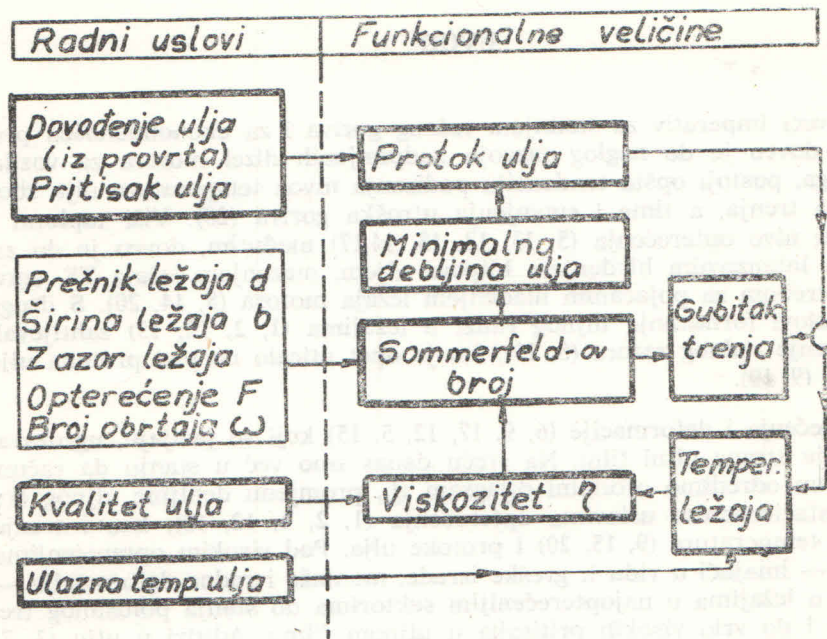 Radni uslovi
Funkcionalne veličine
Dovođenje ulja
(iz provrta)
Pritisak ulja
Protok ulja
Minimalna
debljina ulja
Prečnik ležaja d
Širina ležaja b
Zazor ležaja
Opterećenje F
Broj obrtaja ω
Sommerfeld-ov
broj
Gubitak
trenja
Kvalitet ulja
Viskozitet
Temper.
ležaja
Ulazna temp.ulja